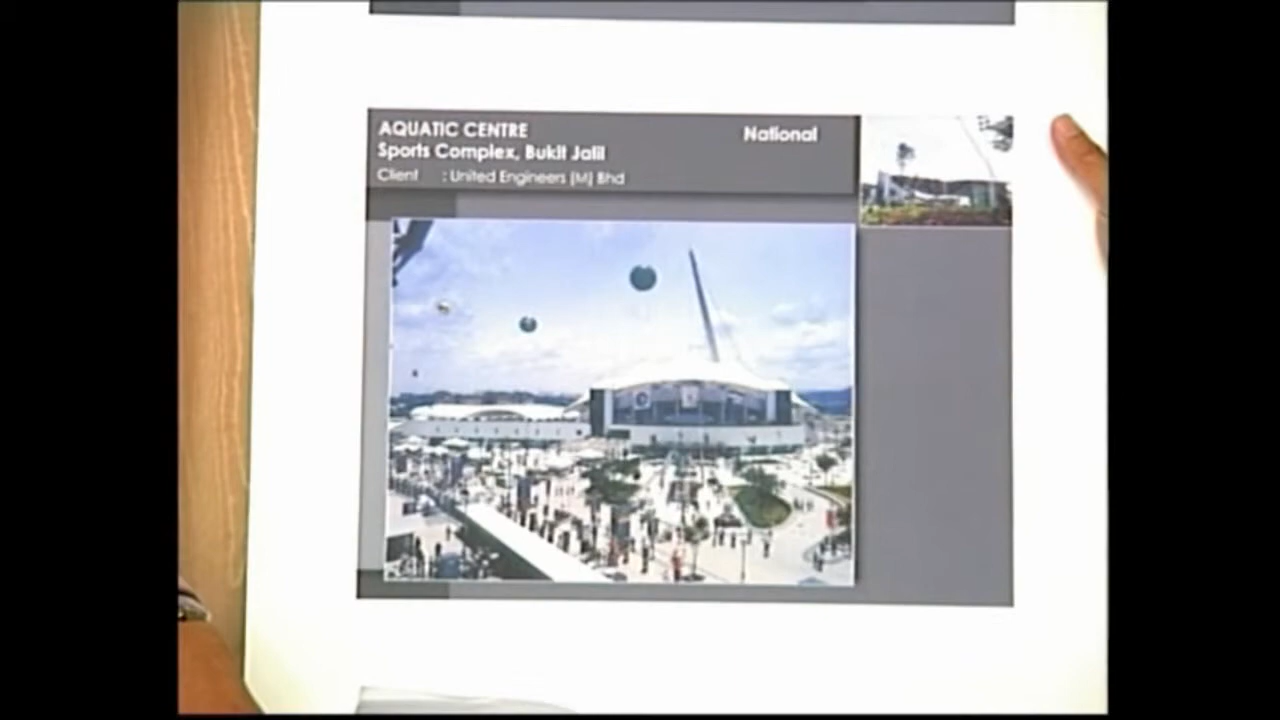 AQUATIC CENTRE
National
Sports Complex, Bukit Jalil
Client : United Engineers (M) Bhd